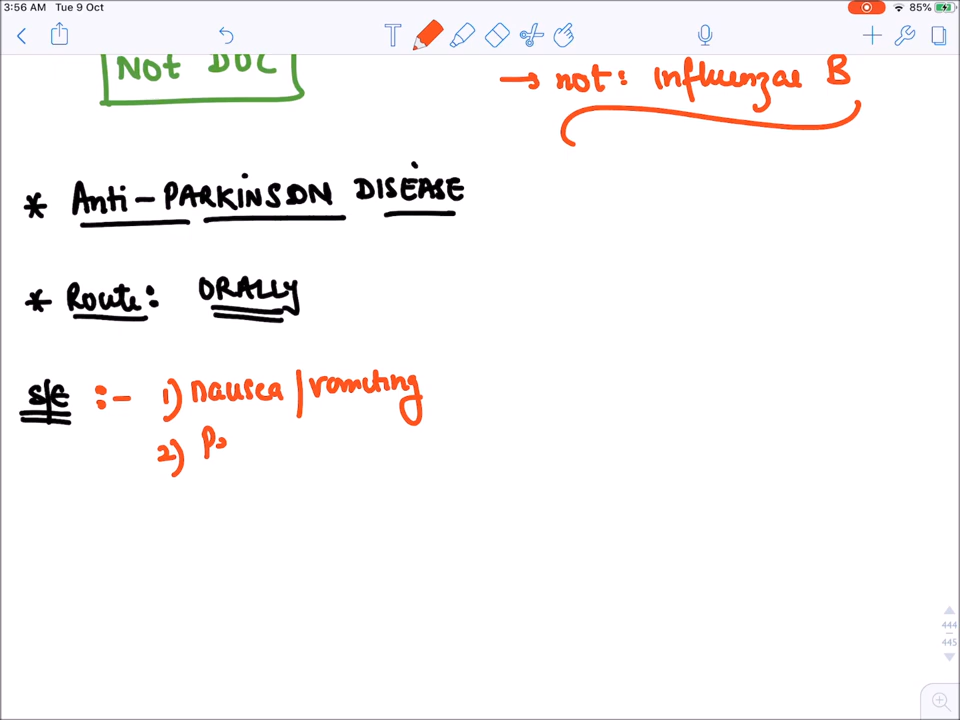 3:56 AM Tue 9 Oct 85%
T
NOT DOC
→ not: Influenzae B
* Anti-PARKINSON DISEASE
* Route: ORALLY
S/E :- 1) nausea/vomiting
2)
444
445